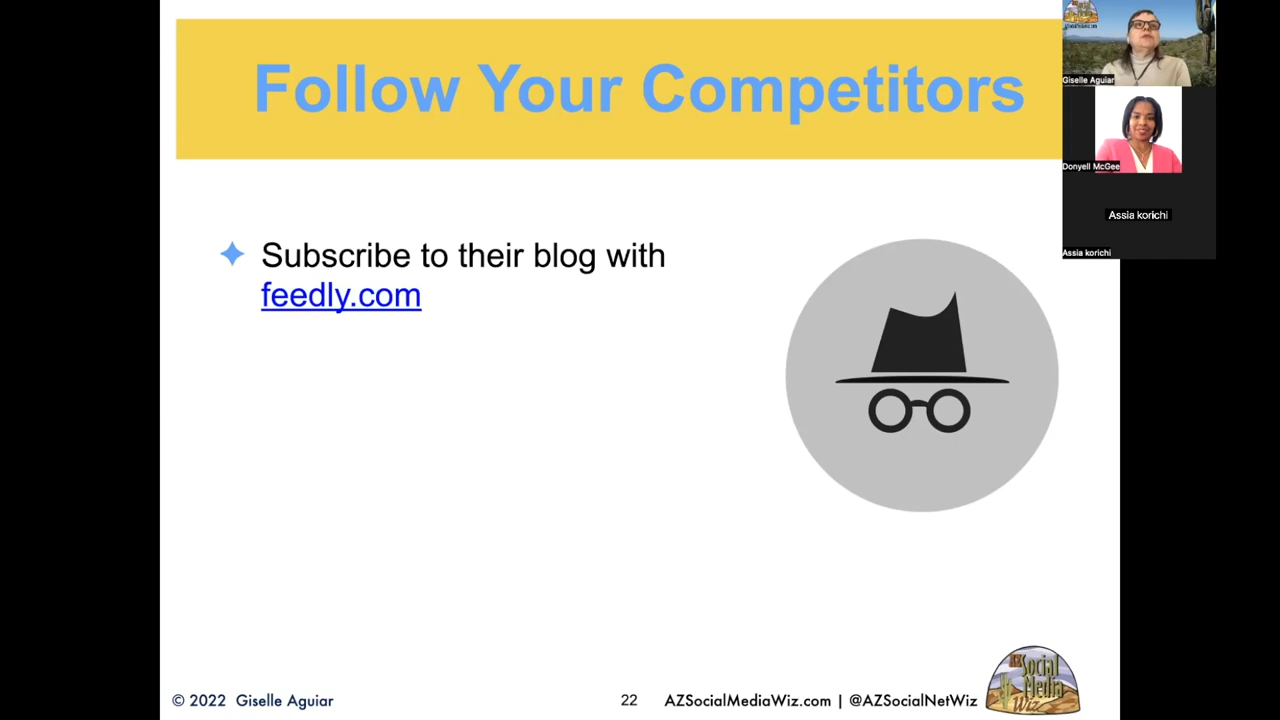 Follow Your Competitors
Subscribe to their blog with
feedly.com
Giselle Aguiar
Donyell McGee
Assia korichi
Assia korichi
© 2022 Giselle Aguiar
22
AZSocialMediaWiz.com | @AZSocialNetWiz
AZ Social
Media
Wiz